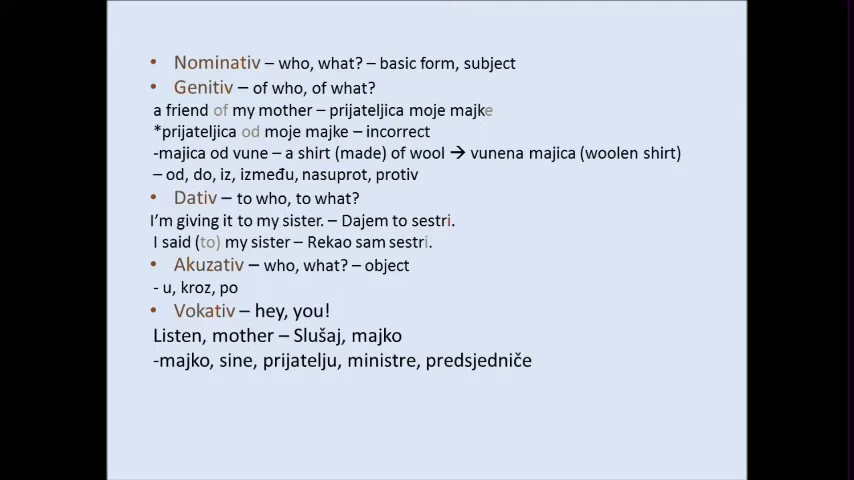 • Nominativ – who, what? – basic form, subject
• Genitiv – of who, of what?
a friend of my mother – prijateljica moje majke
*prijateljica od moje majke – incorrect
-majica od vune – a shirt (made) of wool → vunena majica (woolen shirt)
– od, do, iz, između, nasuprot, protiv
• Dativ – to who, to what?
I'm giving it to my sister. – Dajem to sestri.
I said (to) my sister – Rekao sam sestri.
• Akuzativ – who, what? – object
- u, kroz, po
• Vokativ – hey, you!
Listen, mother – Slušaj, majko
-majko, sine, prijatelju, ministre, predsjedniče